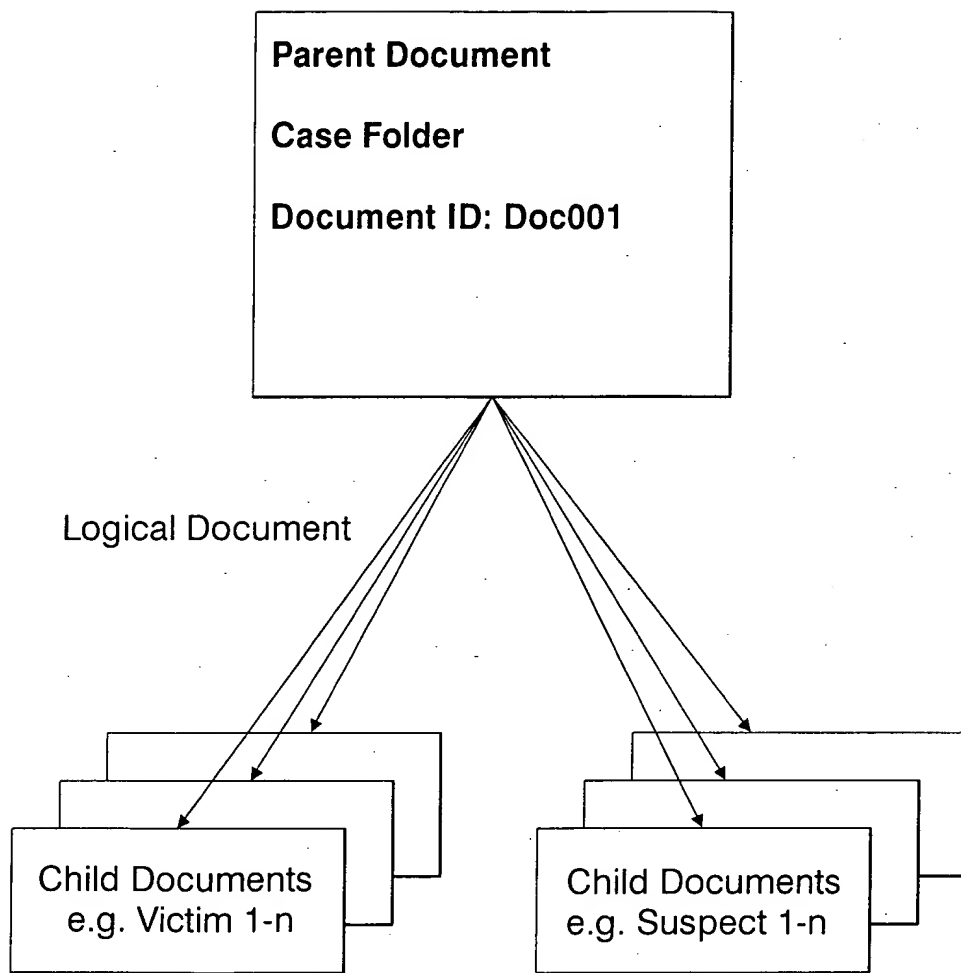 Parent Document
Case Folder
Document ID: Doc001
Logical Document
Child Documents
e.g. Victim 1-n
Child Documents
e.g. Suspect 1-n